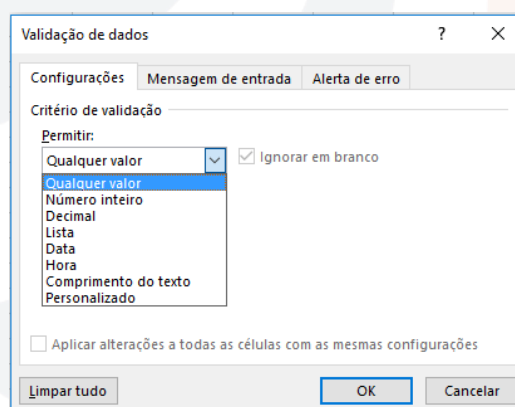 Validação de dados ? X
Configurações Mensagem de entrada Alerta de erro
Critério de validação
Permitir:
Qualquer valor Ignorar em branco
Qualquer valor
Número inteiro
Decimal
Lista
Data
Hora
Comprimento do texto
Personalizado
Aplicar alterações a todas as células com as mesmas configurações
Limpar tudo OK Cancelar